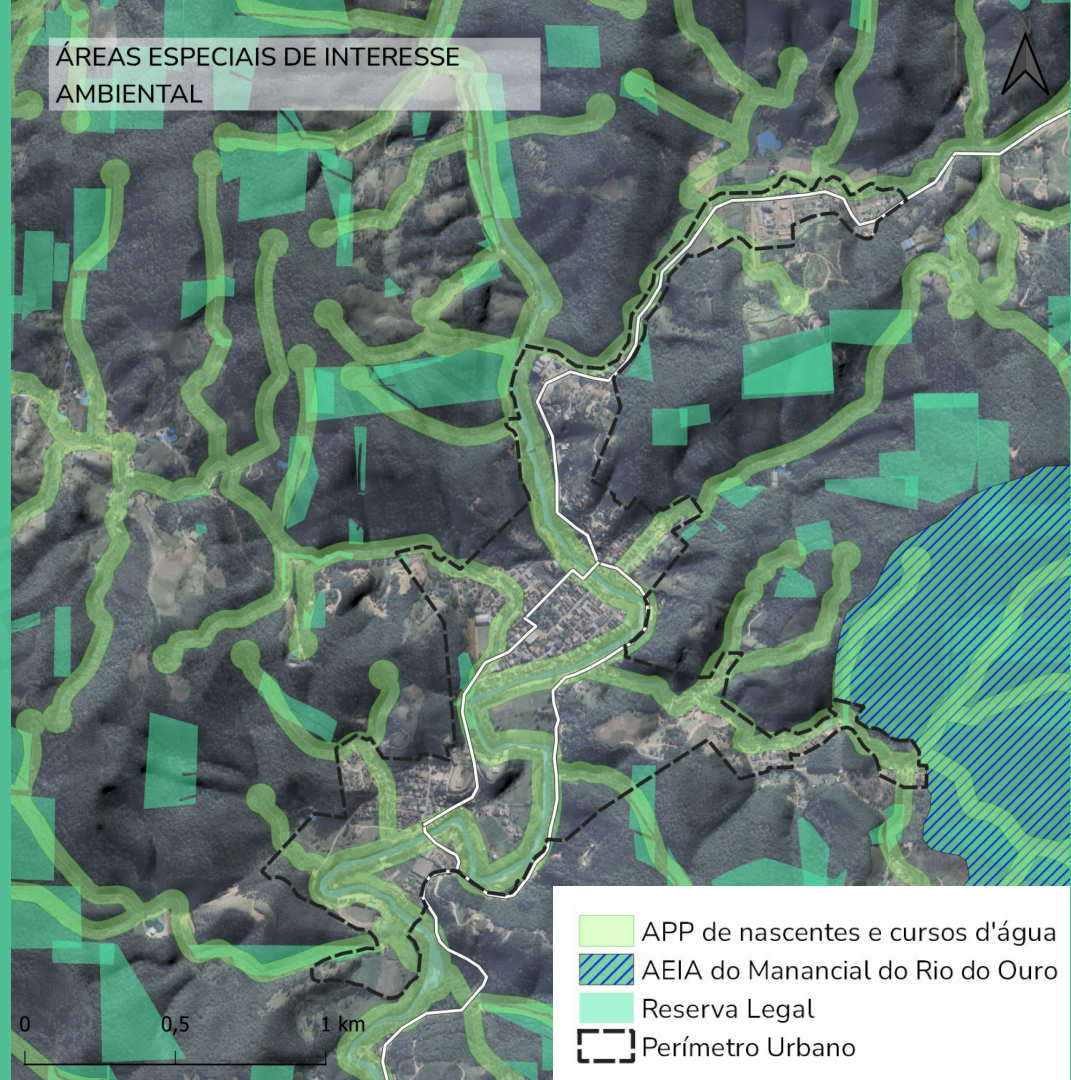 ÁREAS ESPECIAIS DE INTERESSE
AMBIENTAL
APP de nascentes e cursos d'água
AEIA do Manancial do Rio do Ouro
Reserva Legal
Perímetro Urbano
0 0,5 1 km